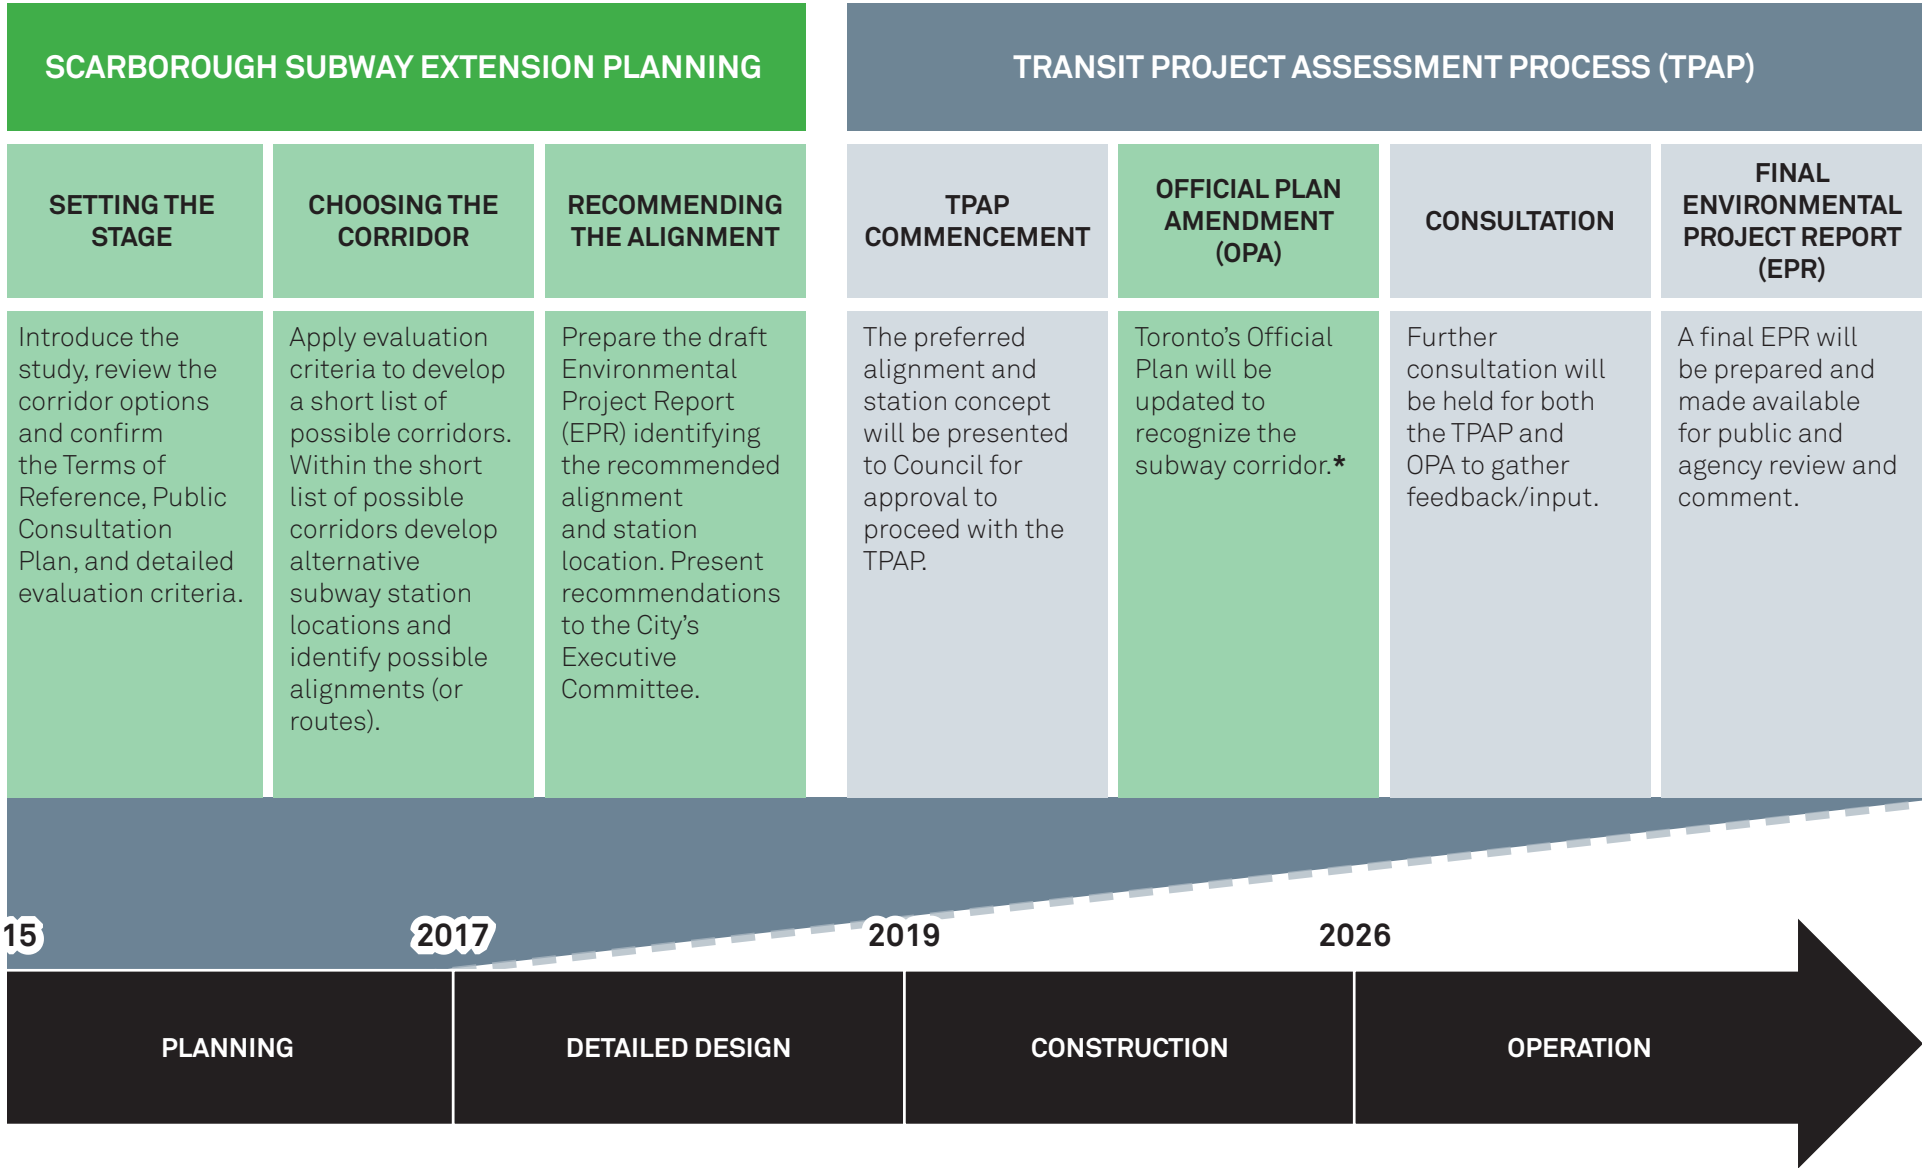 SCARBOROUGH SUBWAY EXTENSION PLANNING
TRANSIT PROJECT ASSESSMENT PROCESS (TPAP)
SETTING THE
STAGE
CHOOSING THE
CORRIDOR
RECOMMENDING
THE ALIGNMENT
TPAP
COMMENCEMENT
OFFICIAL PLAN
AMENDMENT
(OPA)
CONSULTATION
FINAL
ENVIRONMENTAL
PROJECT REPORT
(EPR)
Introduce the
study, review the
corridor options
and confirm
the Terms of
Reference, Public
Consultation
Plan, and detailed
evaluation criteria.
Apply evaluation
criteria to develop
a short list of
possible corridors.
Within the short
list of possible
corridors develop
alternative
subway station
locations and
identify possible
alignments (or
routes).
Prepare the draft
Environmental
Project Report
(EPR) identifying
the recommended
alignment
and station
location. Present
recommendations
to the City's
Executive
Committee.
The preferred
alignment and
station concept
will be presented
to Council for
approval to
proceed with the
TPAP.
Toronto's Official
Plan will be
updated to
recognize the
subway corridor.*
Further
consultation will
be held for both
the TPAP and
OPA to gather
feedback/input.
A final EPR will
be prepared and
made available
for public and
agency review and
comment.
15
2017
2019
2026
PLANNING
DETAILED DESIGN
CONSTRUCTION
OPERATION